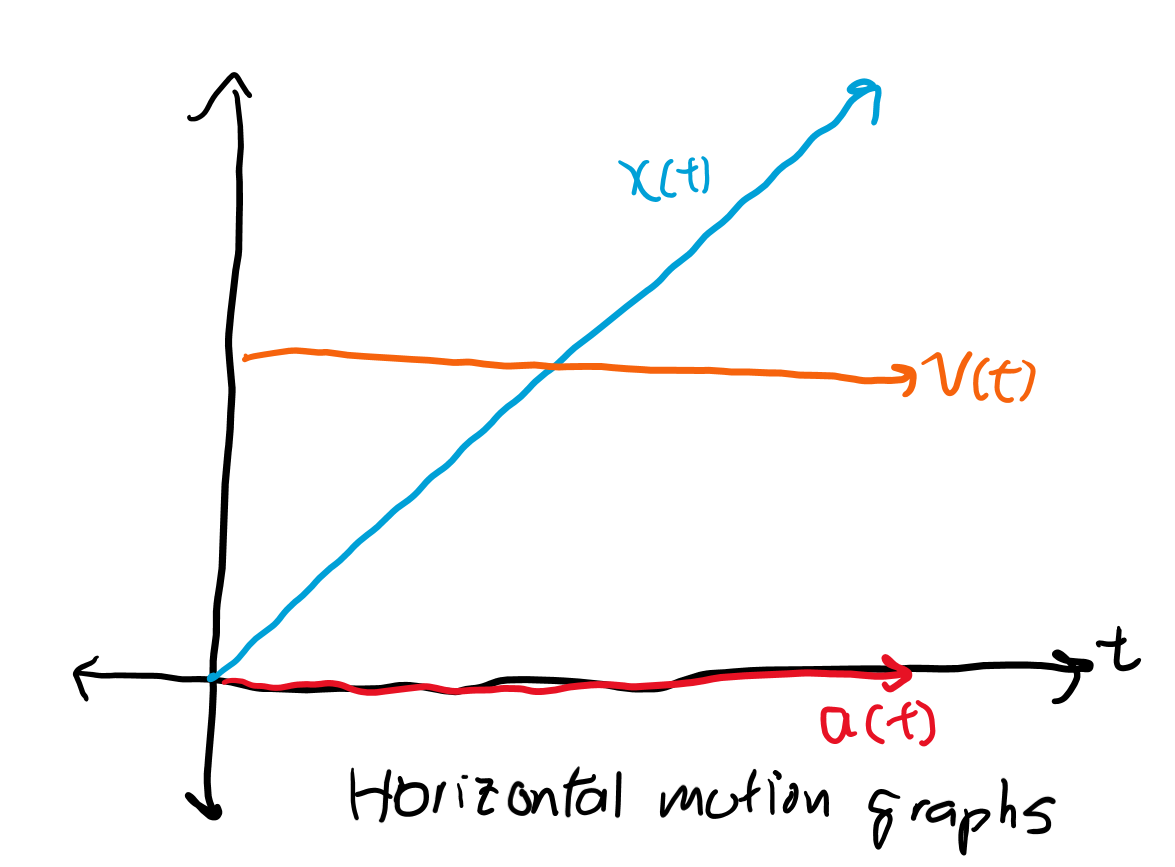 x(t)
V(t)
t
a(t)
Horizontal motion graphs